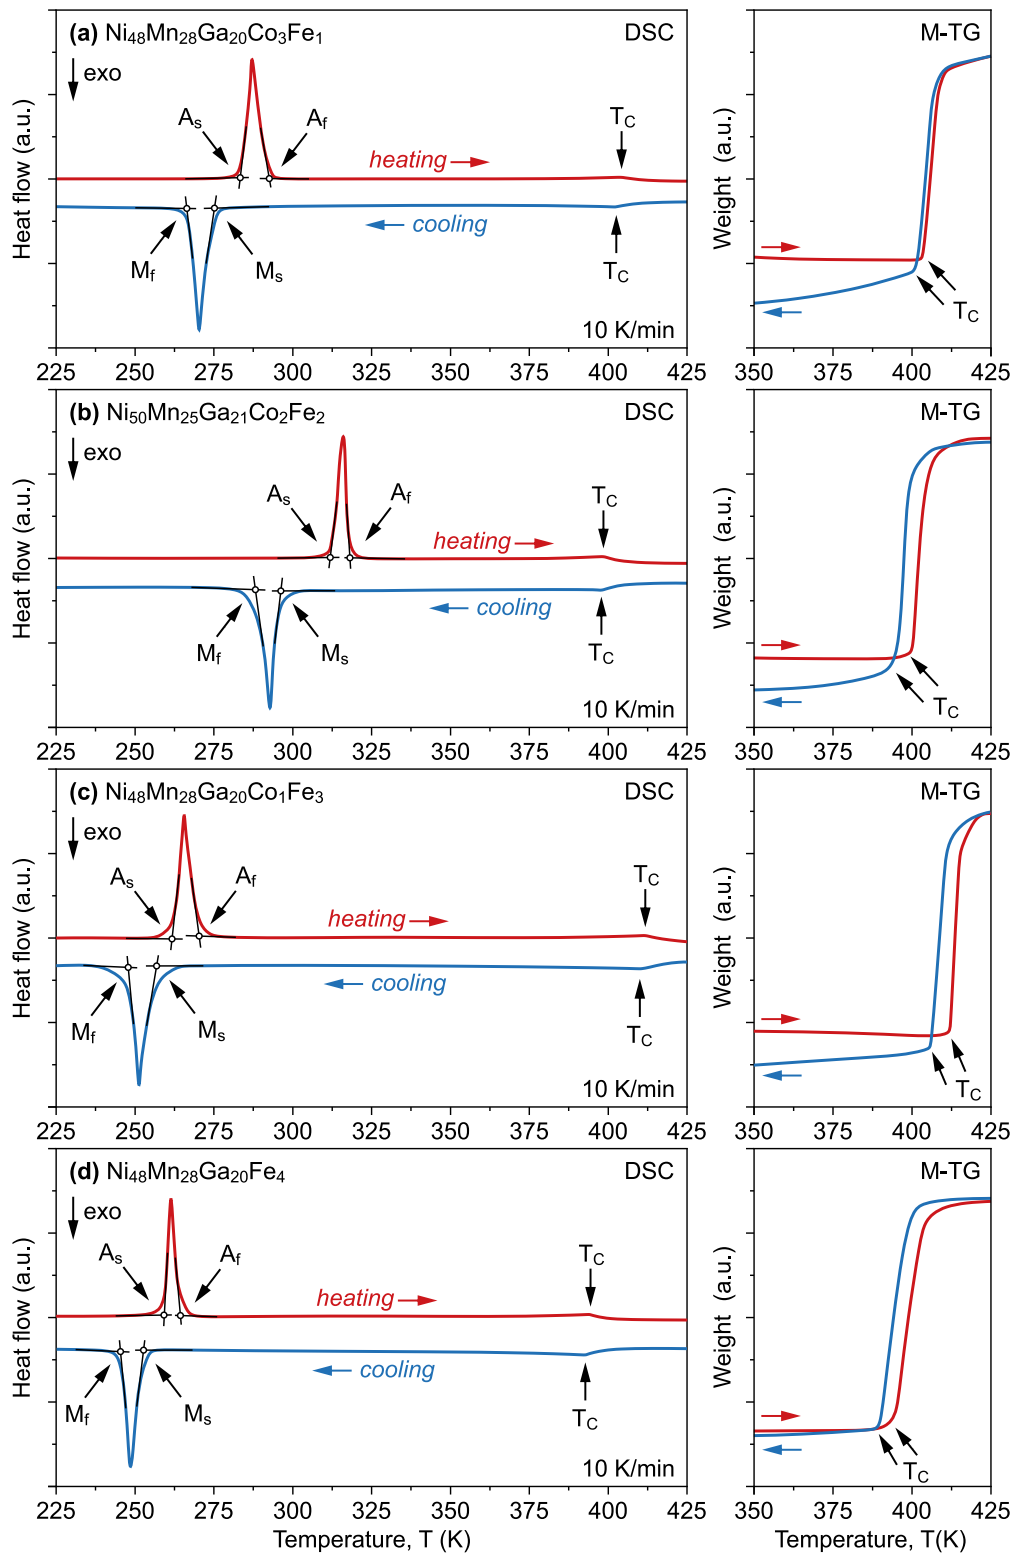 (a) Ni48Mn28Ga20Co3Fe1 DSC
exo
As Af TC
heating
cooling
Mf Ms TC
10 K/min
Heat flow (a.u.)
225 250 275 300 325 350 375 400 425
M-TG
TC
Weight (a.u.)
350 375 400 425
(b) Ni50Mn25Ga21Co2Fe2 DSC
exo
As Af TC
heating
cooling
Mf Ms TC
10 K/min
Heat flow (a.u.)
225 250 275 300 325 350 375 400 425
M-TG
TC
Weight (a.u.)
350 375 400 425
(c) Ni48Mn28Ga20Co1Fe3 DSC
exo
As Af TC
heating
cooling
Mf Ms TC
10 K/min
Heat flow (a.u.)
225 250 275 300 325 350 375 400 425
M-TG
TC
Weight (a.u.)
350 375 400 425
(d) Ni48Mn28Ga20Fe4 DSC
exo
As Af TC
heating
cooling
Mf Ms TC
10 K/min
Heat flow (a.u.)
225 250 275 300 325 350 375 400 425
Temperature, T (K)
M-TG
TC
Weight (a.u.)
350 375 400 425
Temperature, T(K)